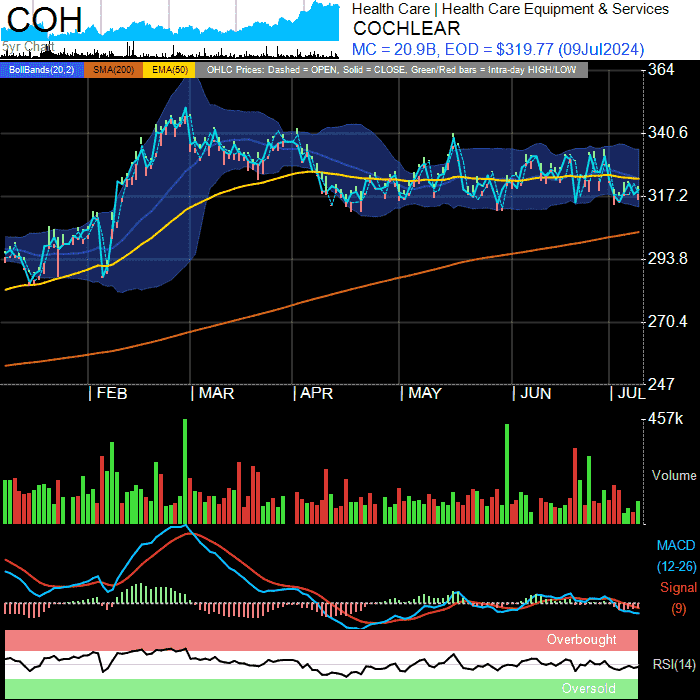 COH
5yr Chart
Health Care | Health Care Equipment & Services
COCHLEAR
MC = 20.9B, EOD = $319.77 (09Jul2024)
BollBands(20,2) SMA(200) EMA(50) OHLC Prices: Dashed = OPEN, Solid = CLOSE, Green/Red bars = Intra-day HIGH/LOW
364
340.6
317.2
293.8
270.4
247
| FEB | MAR | APR | MAY | JUN | JUL
457k
Volume
MACD
(12-26)
Signal
(9)
Overbought
RSI(14)
Oversold